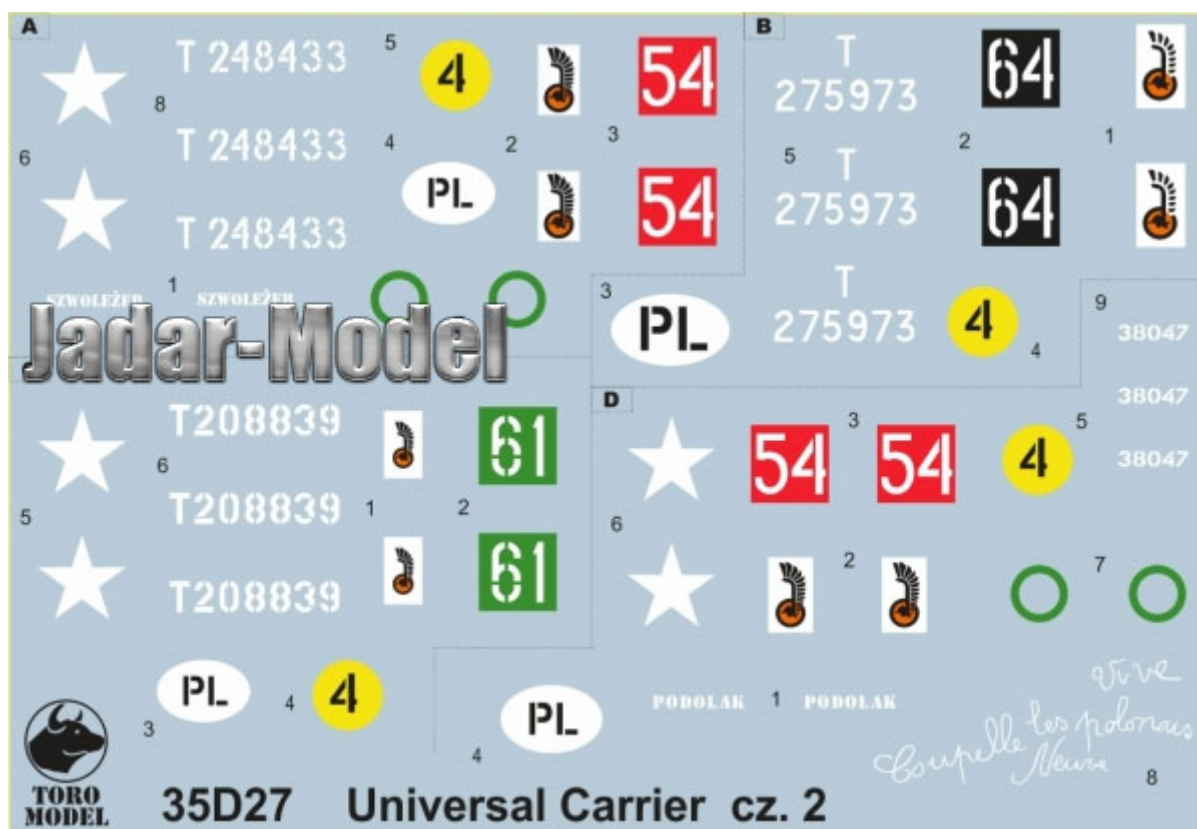 A
T 248433
8
T 248433
T 248433
6
5
4
4
PL
2
3
54
54
1
SZWOLEŻER
SZWOLEŻER
B
T
275973
5
T
275973
T
275973
64
2
64
1
3
PL
4
4
Jadar-Model
T208839
6
T208839
T208839
5
1
2
61
61
3
PL
4
4
D
9
38047
38047
38047
3
54
54
4
5
6
2
7
4
PL
PODOLAK
1
PODOLAK
Vive
les polonais
Coupelle Neuve
8
TORO
MODEL
35D27 Universal Carrier cz. 2